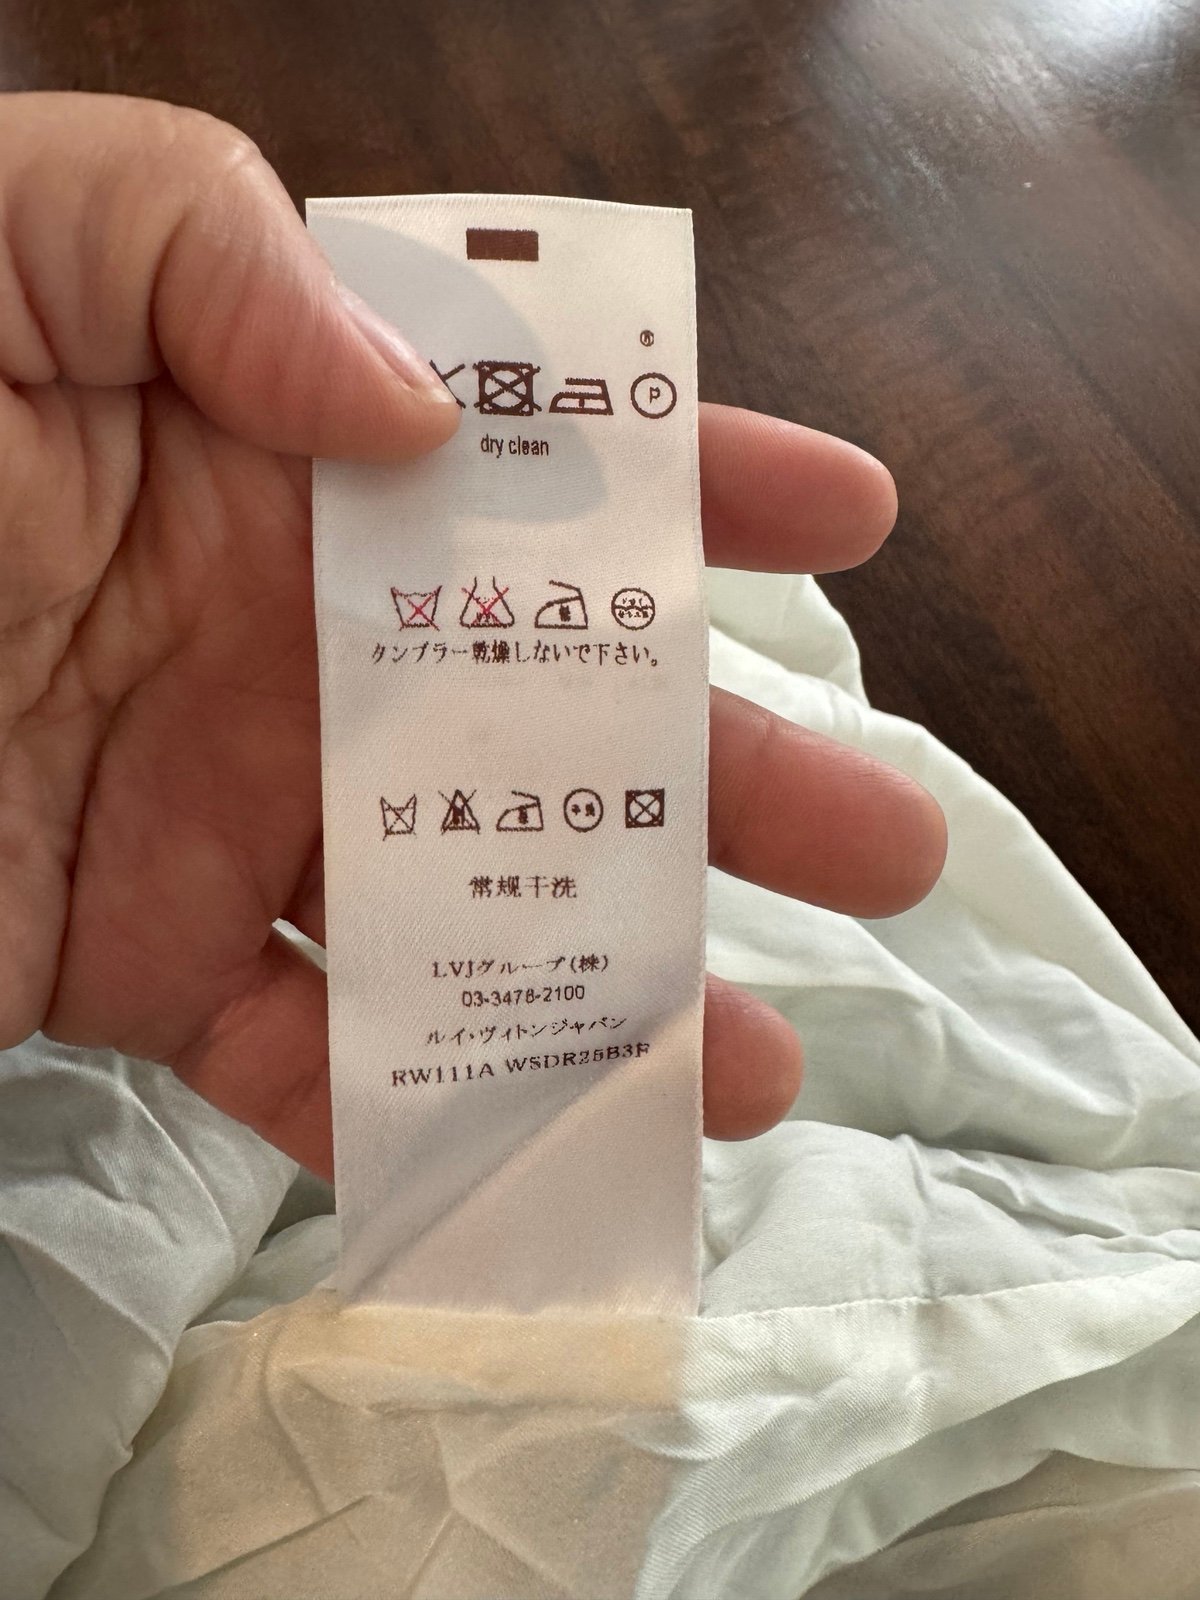 ®
P
dry clean
タンブラー乾燥しないで下さい。
常规干洗
LVJグループ(株)
03-3478-2100
ルイ・ヴィトンジャパン
RW111A WSDR25B3F